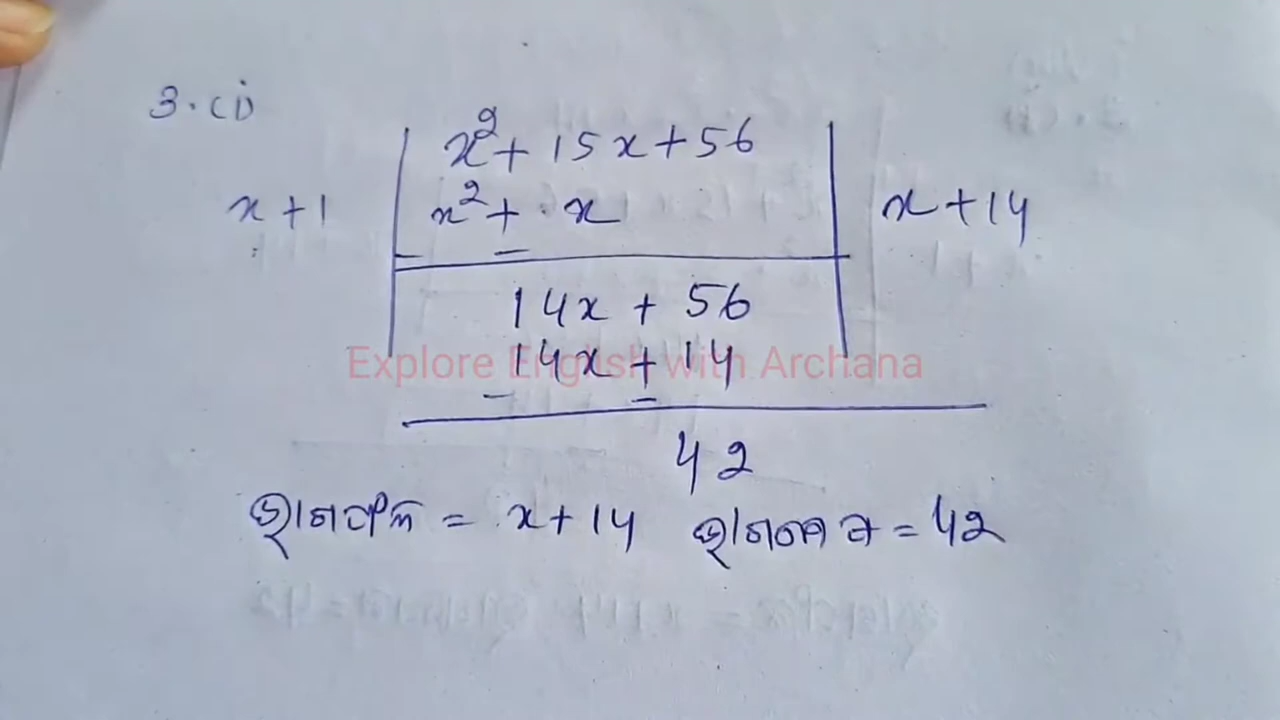 3. (i)
x² + 15x + 56
x + 1 x² + x x + 14
14x + 56
14x + 14
Explore English with Archana
42
ଭାଗଫଳ = x + 14 ଭାଗଶେଷ = 42